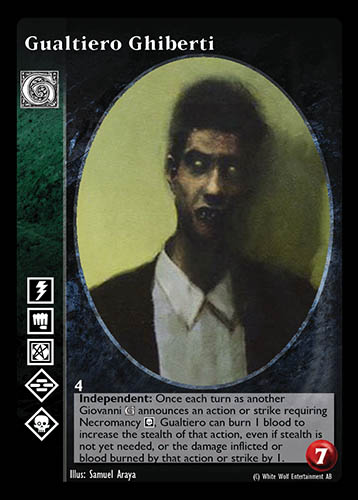 Gualtiero Ghiberti
4
Independent: Once each turn as another
Giovanni announces an action or strike requiring
Necromancy , Gualtiero can burn 1 blood to
increase the stealth of that action, even if stealth is
not yet needed, or the damage inflicted or
blood burned by that action or strike by 1.
7
Illus: Samuel Araya
(C) White Wolf Entertainment AB